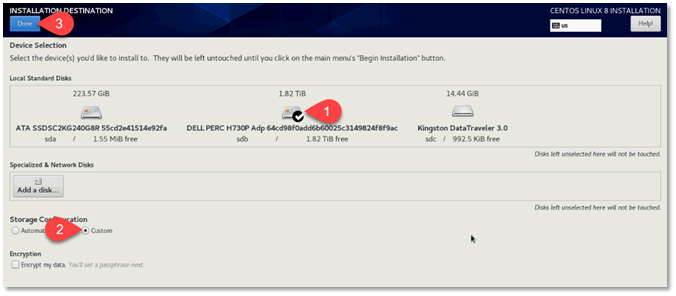 INSTALLATION DESTINATION
CENTOS LINUX 8 INSTALLATION
Done
3
us
Help!
Device Selection
Select the device(s) you'd like to install to. They will be left untouched until you click on the main menu's "Begin Installation" button.
Local Standard Disks
223.57 GiB
1.82 TiB
14.44 GiB
1
ATA SSDSC2KG240G8R 55cd2e41514e92fa
DELL PERC H730P Adp 64cd98f0add6b60025c3149824f8f9ac
Kingston DataTraveler 3.0
sda / 1.55 MiB free
sdb / 1.82 TiB free
sdc / 992.5 KiB free
Disks left unselected here will not be touched.
Specialized & Network Disks
Add a disk...
Disks left unselected here will not be touched.
Storage Configuration
2
Custom
Encryption
Encrypt my data. You'll set a passphrase next.